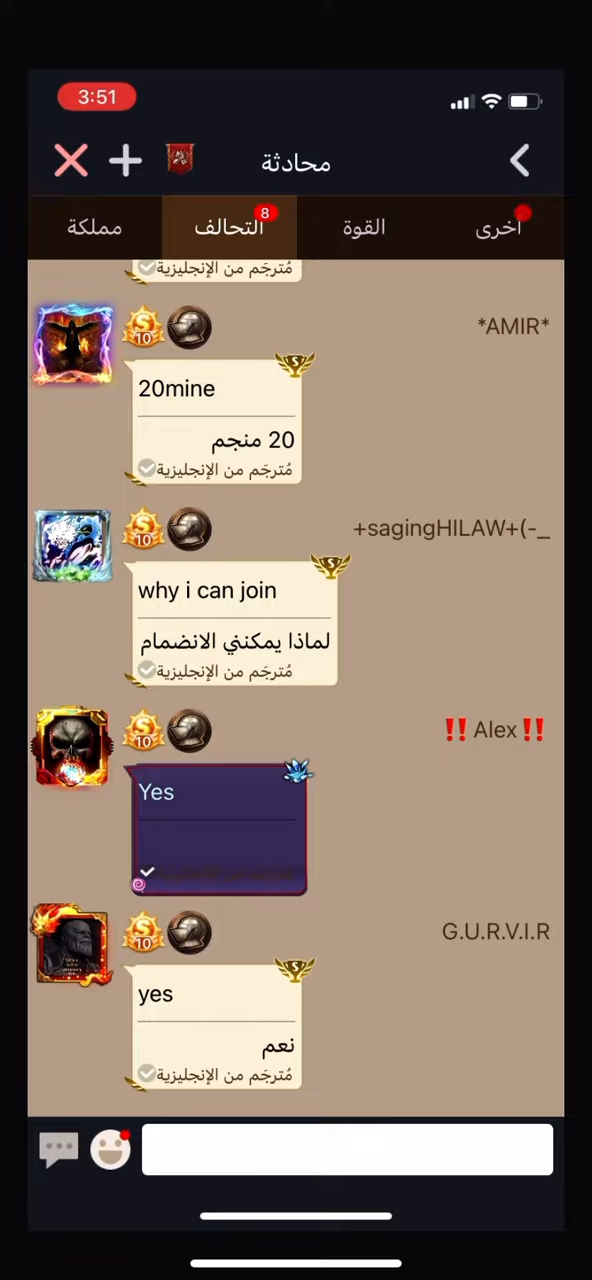 3:51
محادثة
أخرى
القوة
التحالف 8
مملكة
مُترجَم من الإنجليزية
*AMIR*
S 10
20mine
20 منجم
مُترجَم من الإنجليزية
+sagingHILAW+(-_
S 10
why i can join
لماذا يمكنني الانضمام
مُترجَم من الإنجليزية
‼️Alex‼️
S 10
Yes
G.U.R.V.I.R
S 10
yes
نعم
مُترجَم من الإنجليزية